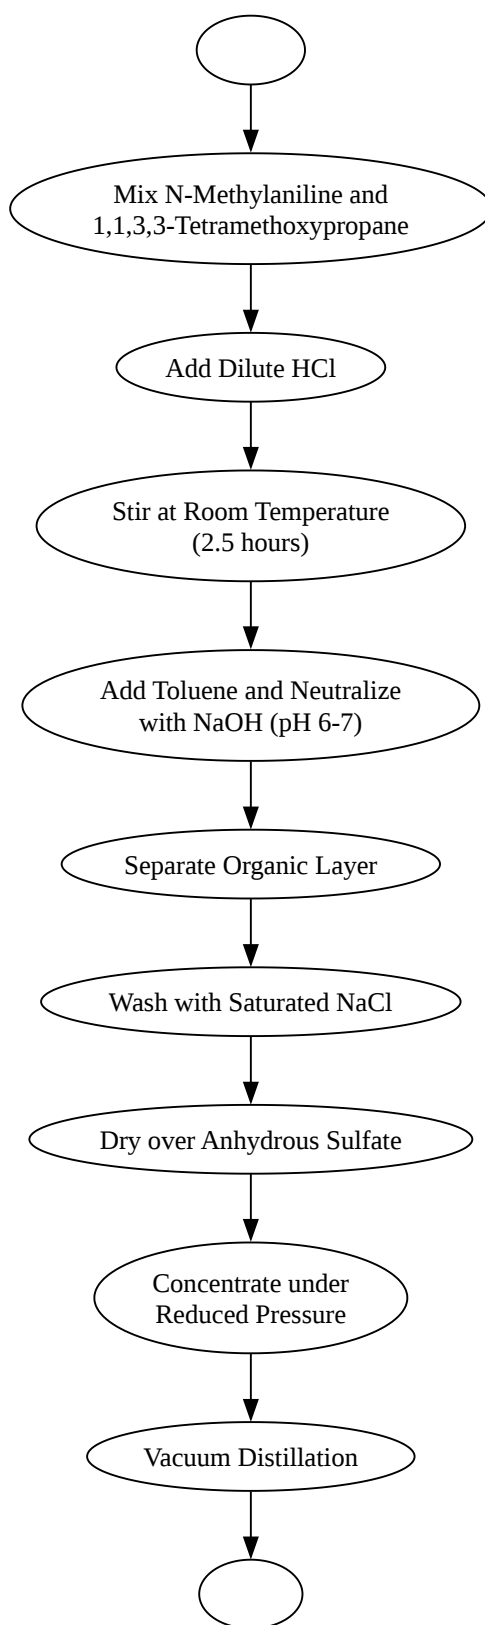 Mix N-Methylaniline and
1,1,3,3-Tetramethoxypropane
Add Dilute HCl
Stir at Room Temperature
(2.5 hours)
Add Toluene and Neutralize
with NaOH (pH 6-7)
Separate Organic Layer
Wash with Saturated NaCl
Dry over Anhydrous Sulfate
Concentrate under
Reduced Pressure
Vacuum Distillation